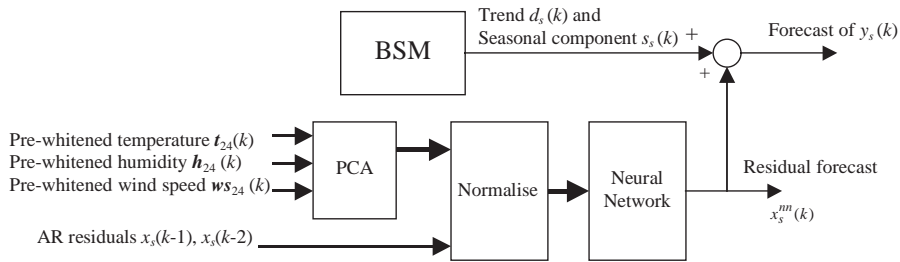 Trend d_s(k) and
Seasonal component s_s(k) +
Forecast of y_s(k)
BSM
+
Pre-whitened temperature t_24(k)
Pre-whitened humidity h_24 (k)
Pre-whitened wind speed ws_24 (k)
PCA
Normalise
Neural
Network
Residual forecast
x_s^nn(k)
AR residuals x_s(k-1), x_s(k-2)